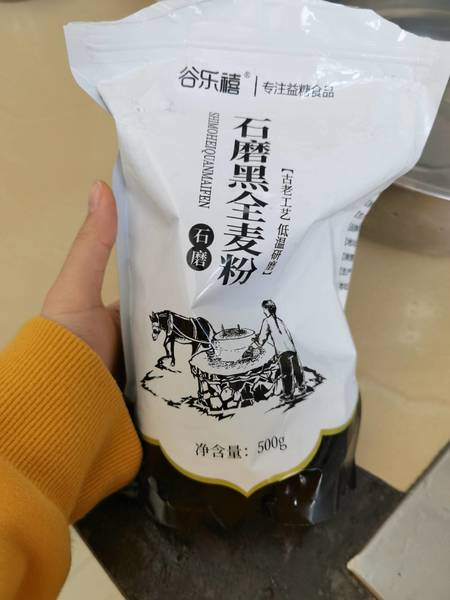 谷乐禧® 专注益糖食品
石磨黑全麦粉
SHIMOHEIQUANMAIFEN
【古老工艺 低温研磨】
石磨
净含量: 500g